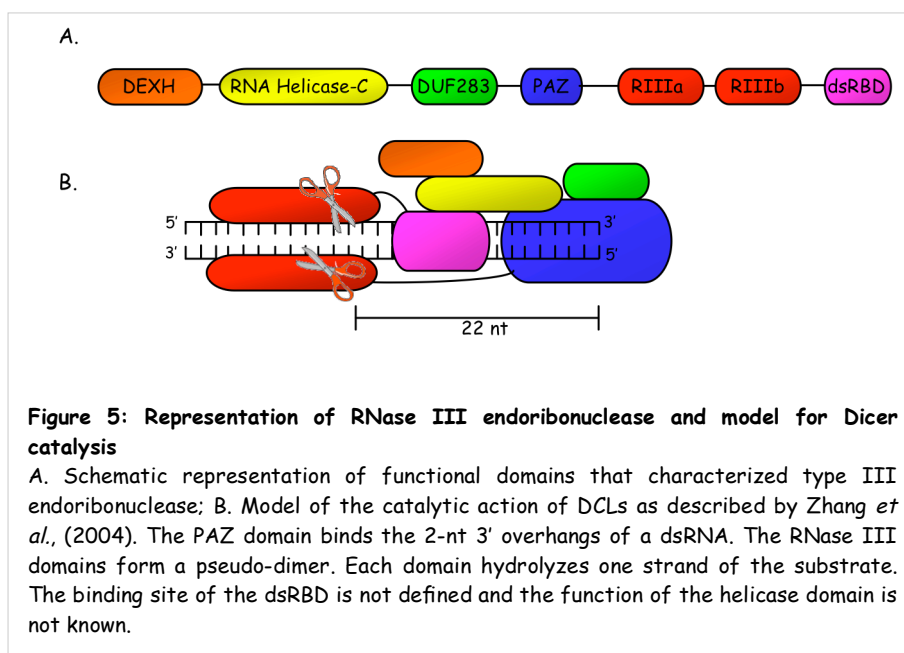 A.
DEXH RNA Helicase-C DUF283 PAZ RIIIa RIIIb dsRBD
B.
5' 3'
3' 5'
22 nt
Figure 5: Representation of RNase III endoribonuclease and model for Dicer
catalysis
A. Schematic representation of functional domains that characterized type III
endoribonuclease; B. Model of the catalytic action of DCLs as described by Zhang et
al., (2004). The PAZ domain binds the 2-nt 3' overhangs of a dsRNA. The RNase III
domains form a pseudo-dimer. Each domain hydrolyzes one strand of the substrate.
The binding site of the dsRBD is not defined and the function of the helicase domain is
not known.